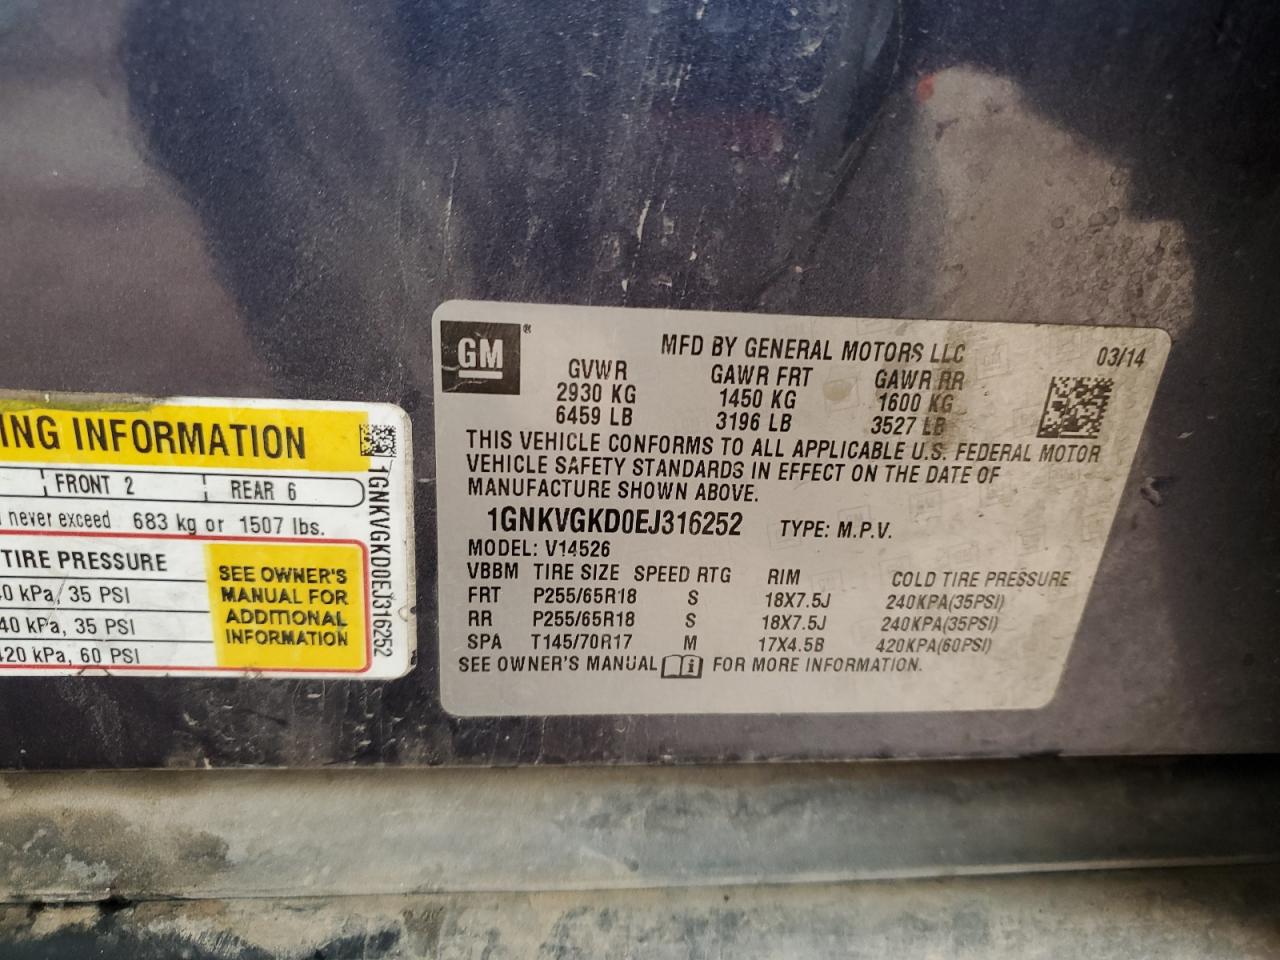 ING INFORMATION
FRONT 2
REAR 6
never exceed 683 kg or 1507 lbs.
TIRE PRESSURE
0 kPa, 35 PSI
40 kPa, 35 PSI
420 kPa, 60 PSI
SEE OWNER'S
MANUAL FOR
ADDITIONAL
INFORMATION
1GNKVGKD0EJ316252
GM®
MFD BY GENERAL MOTORS LLC
03/14
GVWR GAWR FRT GAWR RR
2930 KG 1450 KG 1600 KG
6459 LB 3196 LB 3527 LB
THIS VEHICLE CONFORMS TO ALL APPLICABLE U.S. FEDERAL MOTOR
VEHICLE SAFETY STANDARDS IN EFFECT ON THE DATE OF
MANUFACTURE SHOWN ABOVE.
1GNKVGKD0EJ316252 TYPE: M.P.V.
MODEL: V14526
VBBM TIRE SIZE SPEED RTG RIM COLD TIRE PRESSURE
FRT P255/65R18 S 18X7.5J 240KPA(35PSI)
RR P255/65R18 S 18X7.5J 240KPA(35PSI)
SPA T145/70R17 M 17X4.5B 420KPA(60PSI)
SEE OWNER'S MANUAL i FOR MORE INFORMATION.